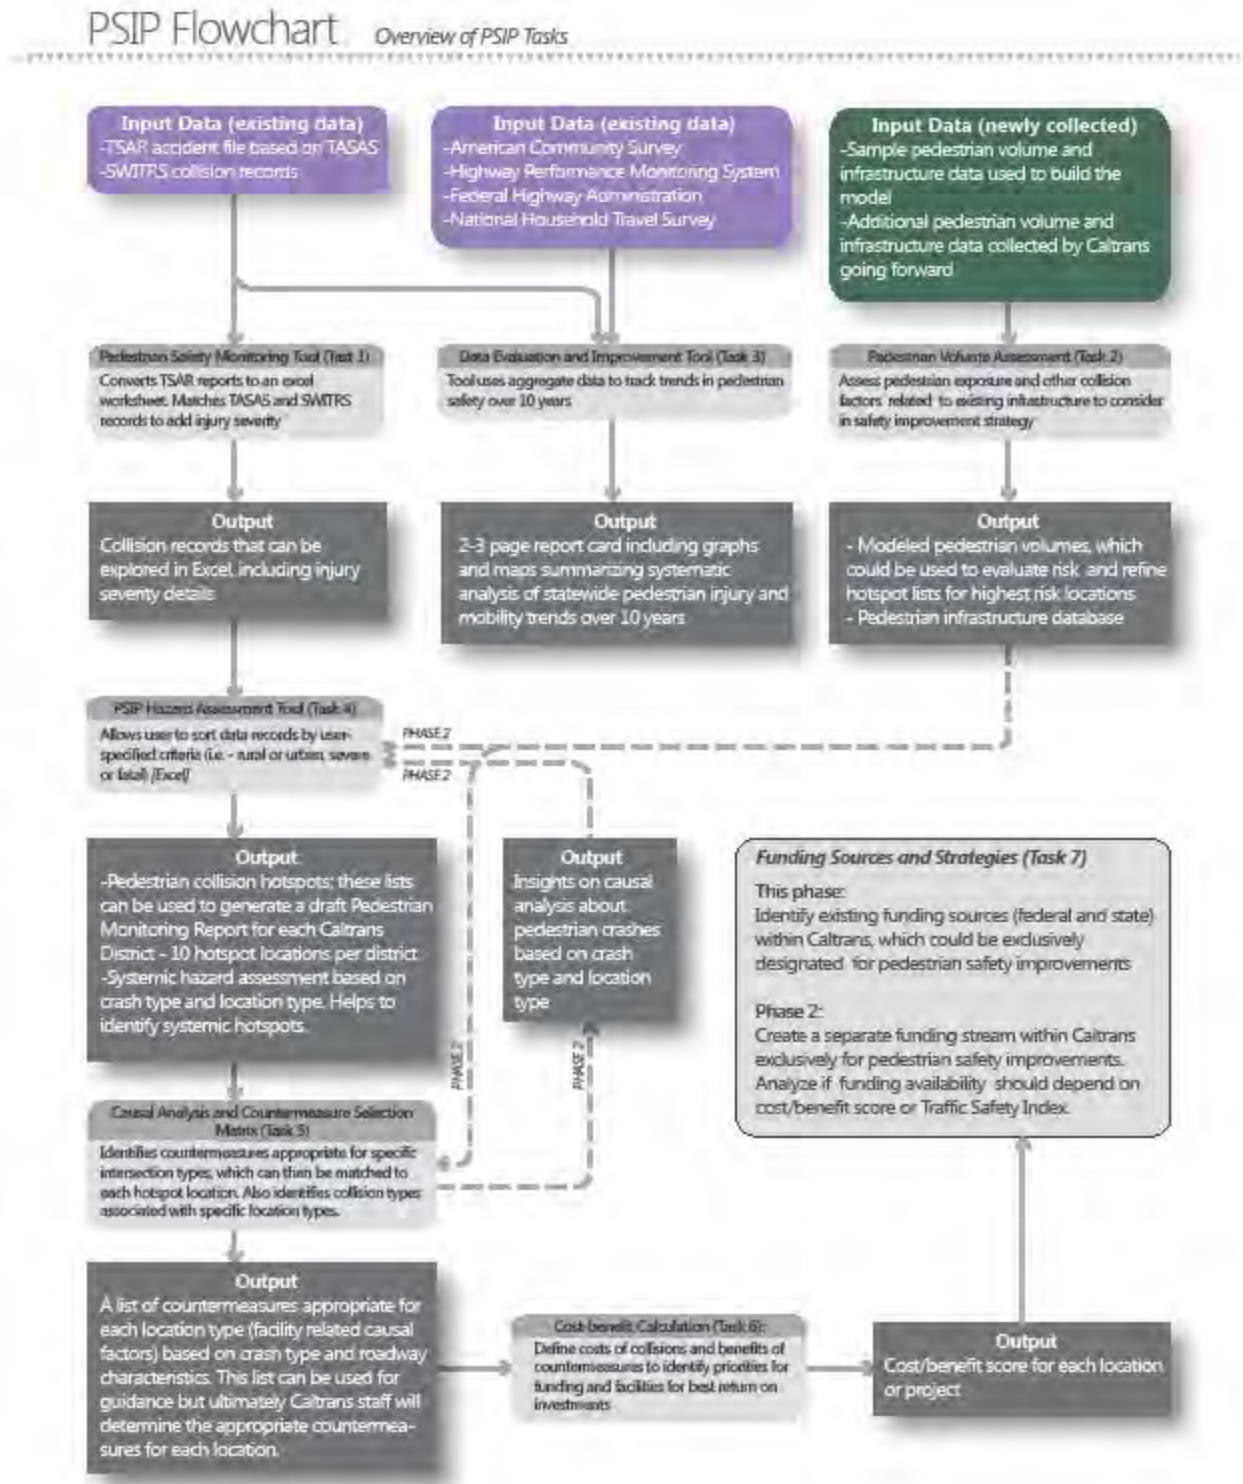 PSIP Flowchart Overview of PSIP Tasks
Input Data (existing data)
-TSAR accident file based on TASAS
-SWITRS collision records
Input Data (existing data)
-American Community Survey
-Highway Performance Monitoring System
-Federal Highway Administration
-National Household Travel Survey
Input Data (newly collected)
-Sample pedestrian volume and
infrastructure data used to build the
model
-Additional pedestrian volume and
infrastructure data collected by Caltrans
going forward
Pedestrian Safety Monitoring Tool (Task 1)
Converts TSAR reports to an excel
worksheet. Matches TASAS and SWITRS
records to add injury severity
Data Evaluation and Improvement Tool (Task 3)
Tool uses aggregate data to track trends in pedestrian
safety over 10 years
Pedestrian Volume Assessment (Task 2)
Assess pedestrian exposure and other collision
factors related to existing infrastructure to consider
in safety improvement strategy
Output
Collision records that can be
explored in Excel, including injury
severity details
Output
2-3 page report card including graphs
and maps summarizing systematic
analysis of statewide pedestrian injury and
mobility trends over 10 years
Output
- Modeled pedestrian volumes, which
could be used to evaluate risk and refine
hotspot lists for highest risk locations
- Pedestrian infrastructure database
PSIP Hazard Assessment Tool (Task 4)
Allows user to sort data records by user-
specified criteria (i.e. - rural or urban, severe
or fatal) [Excel]
PHASE 2
PHASE 2
Output
-Pedestrian collision hotspots; these lists
can be used to generate a draft Pedestrian
Monitoring Report for each Caltrans
District - 10 hotspot locations per district
-Systemic hazard assessment based on
crash type and location type. Helps to
identify systemic hotspots.
Output
Insights on causal
analysis about
pedestrian crashes
based on crash
type and location
type
PHASE 2
PHASE 2
Funding Sources and Strategies (Task 7)
This phase:
Identify existing funding sources (federal and state)
within Caltrans, which could be exclusively
designated for pedestrian safety improvements
Phase 2:
Create a separate funding stream within Caltrans
exclusively for pedestrian safety improvements.
Analyze if funding availability should depend on
cost/benefit score or Traffic Safety Index.
Causal Analysis and Countermeasure Selection
Matrix (Task 5)
Identifies countermeasures appropriate for specific
intersection types, which can then be matched to
each hotspot location. Also identifies collision types
associated with specific location types.
Output
A list of countermeasures appropriate for
each location type (facility related causal
factors) based on crash type and roadway
characteristics. This list can be used for
guidance but ultimately Caltrans staff will
determine the appropriate countermea-
sures for each location.
Cost-benefit Calculation (Task 6):
Define costs of collisions and benefits of
countermeasures to identify priorities for
funding and facilities for best return on
investments
Output
Cost/benefit score for each location
or project